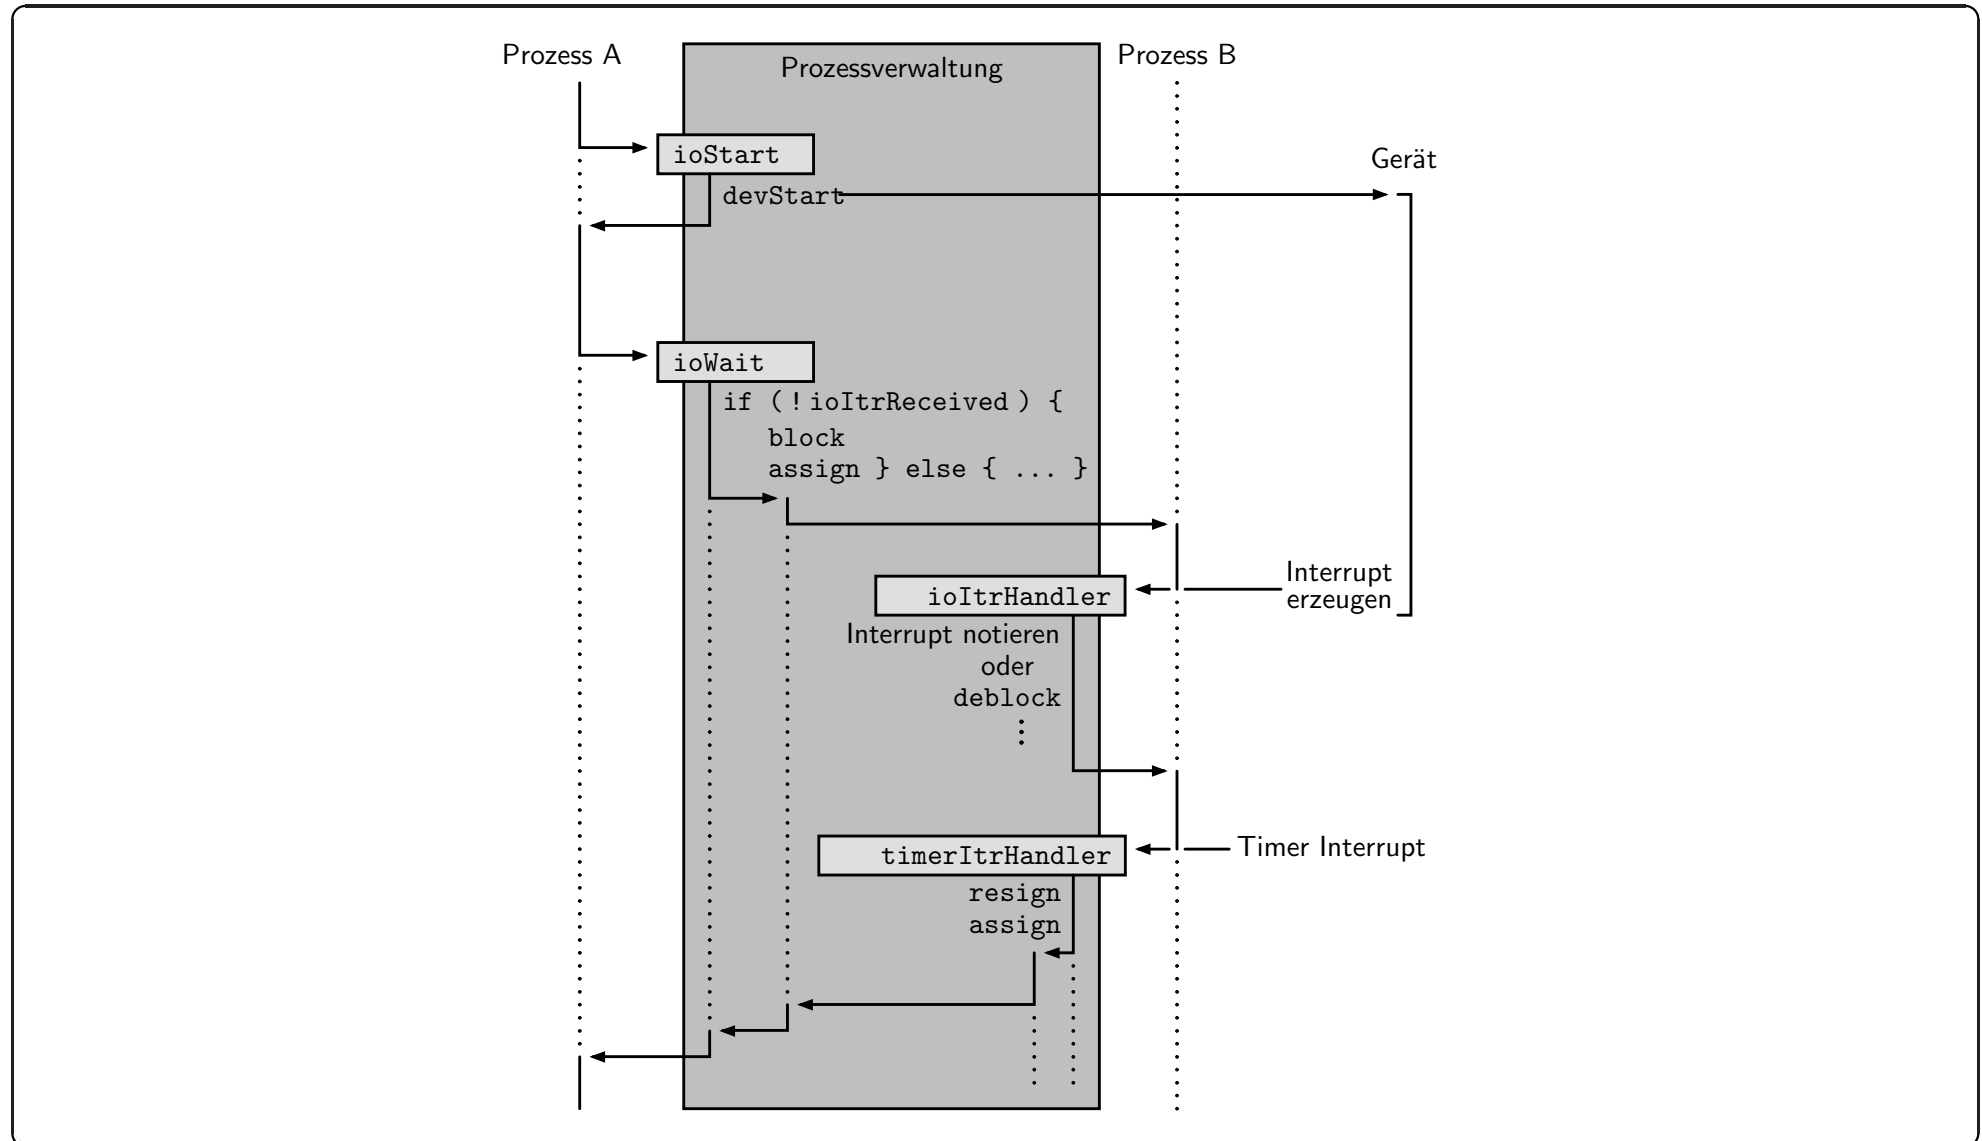 Prozess A
Prozessverwaltung
Prozess B
ioStart
Gerät
devStart
ioWait
if (!ioItrReceived) {
block
assign } else { ... }
Interrupt
erzeugen
ioItrHandler
Interrupt notieren
oder
deblock
⋮
timerItrHandler
Timer Interrupt
resign
assign